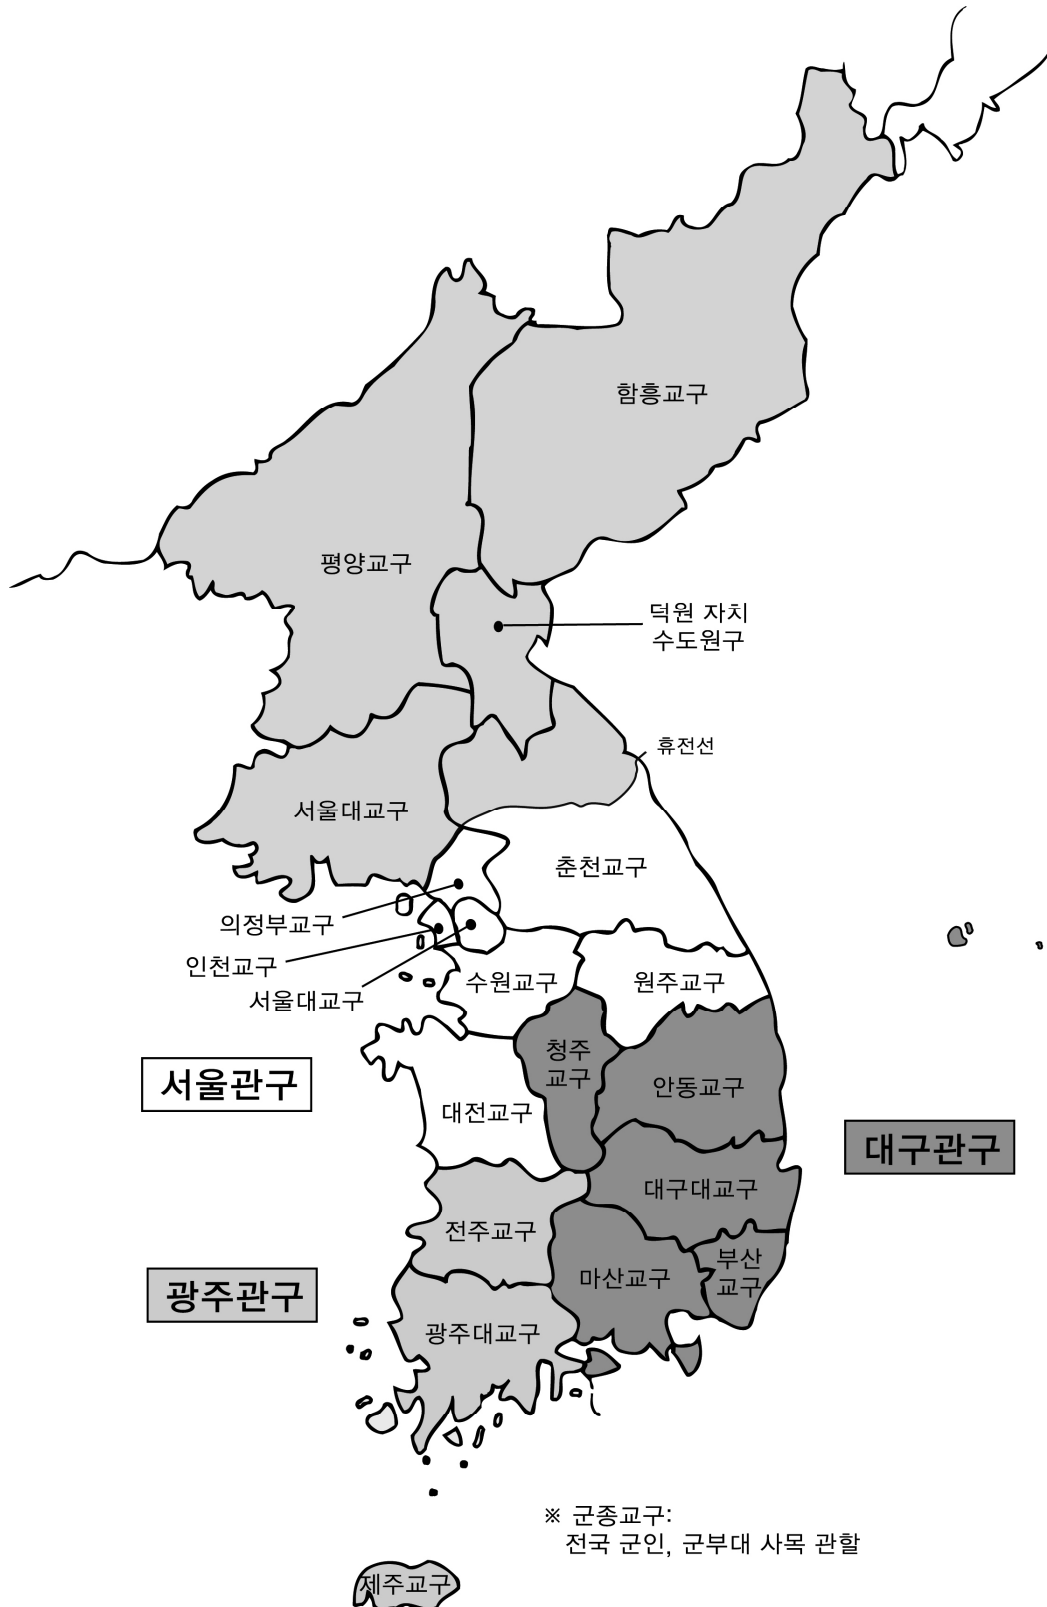 함흥교구
평양교구
덕원 자치
수도원구
휴전선
서울대교구
춘천교구
의정부교구
인천교구
서울대교구
수원교구
원주교구
청주
교구
안동교구
서울관구
대전교구
대구관구
대구대교구
전주교구
부산
교구
마산교구
광주관구
광주대교구
※ 군종교구:
전국 군인, 군부대 사목 관할
제주교구